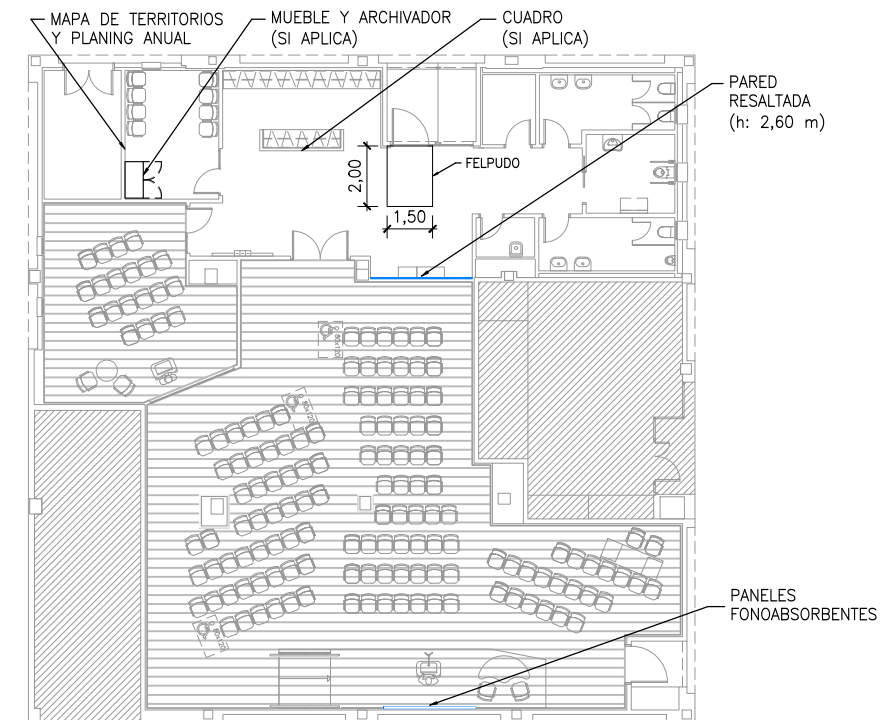 MAPA DE TERRITORIOS
Y PLANING ANUAL
MUEBLE Y ARCHIVADOR
(SI APLICA)
CUADRO
(SI APLICA)
PARED
RESALTADA
(h: 2,60 m)
FELPUDO
2,00
1,50
PANELES
FONOABSORBENTES